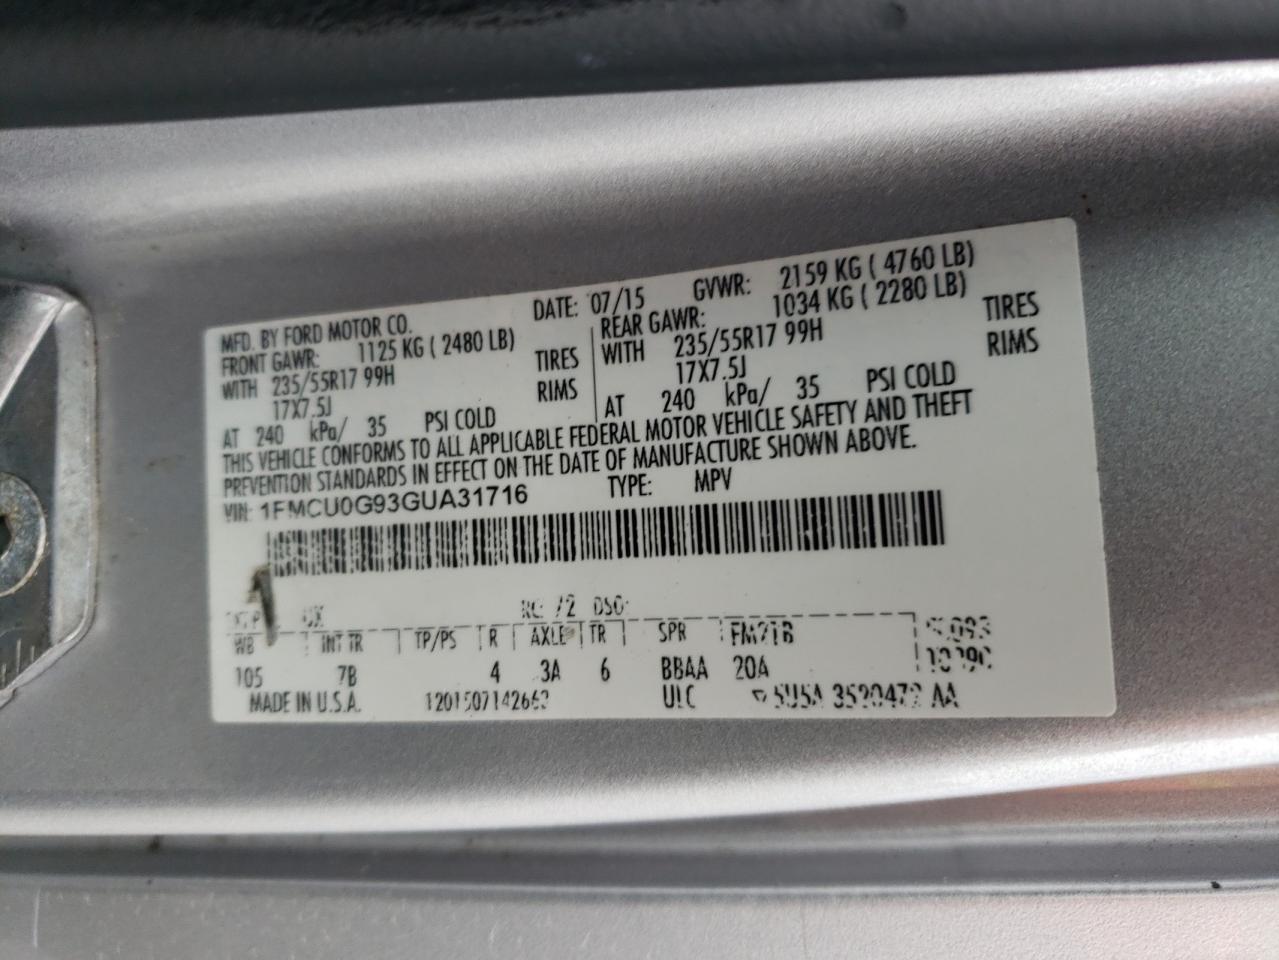 MFD. BY FORD MOTOR CO. DATE: 07/15 GVWR: 2159 KG ( 4760 LB)
FRONT GAWR: 1125 KG ( 2480 LB)
WITH 235/55R17 99H TIRES
17X7.5J RIMS
AT 240 kPa/ 35 PSI COLD
REAR GAWR: 1034 KG ( 2280 LB)
WITH 235/55R17 99H TIRES
17X7.5J RIMS
AT 240 kPa/ 35 PSI COLD
THIS VEHICLE CONFORMS TO ALL APPLICABLE FEDERAL MOTOR VEHICLE SAFETY AND THEFT
PREVENTION STANDARDS IN EFFECT ON THE DATE OF MANUFACTURE SHOWN ABOVE.
VIN: 1FMCU0G93GUA31716 TYPE: MPV
UX RC: 72 DSO:
WB INT TR TP/PS R AXLE TR SPR
105 7B 4 3A 6 BBAA 20A
MADE IN U.S.A. ULC